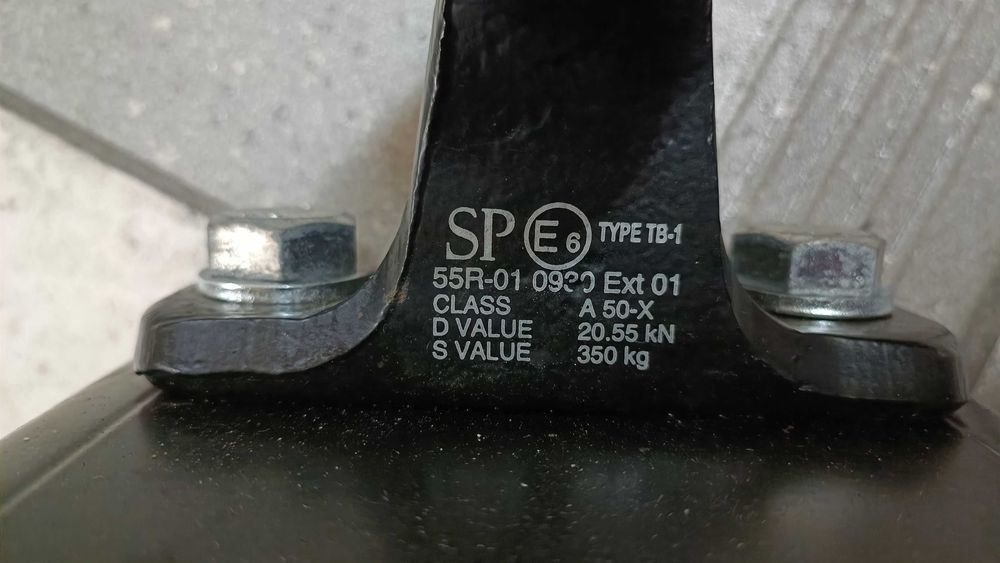 SP E6 TYPE TB-1
55R-01 Ext 01
CLASS A 50-X
D VALUE 20.55 kN
S VALUE 350 kg